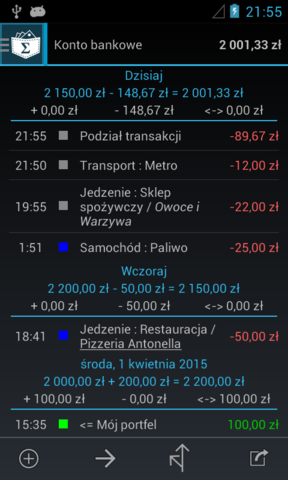 21:55
Σ
Konto bankowe 2 001,33 zł
Dzisiaj
2 150,00 zł - 148,67 zł = 2 001,33 zł
+ 0,00 zł - 148,67 zł <-> 0,00 zł
21:55 Podział transakcji -89,67 zł
21:50 Transport : Metro -12,00 zł
19:55 Jedzenie : Sklep spożywczy / Owoce i Warzywa -22,00 zł
1:51 Samochód : Paliwo -25,00 zł
Wczoraj
2 200,00 zł - 50,00 zł = 2 150,00 zł
+ 0,00 zł - 50,00 zł <-> 0,00 zł
18:41 Jedzenie : Restauracja / Pizzeria Antonella -50,00 zł
środa, 1 kwietnia 2015
2 000,00 zł + 200,00 zł = 2 200,00 zł
+ 100,00 zł - 0,00 zł <-> 100,00 zł
15:35 <= Mój portfel 100,00 zł